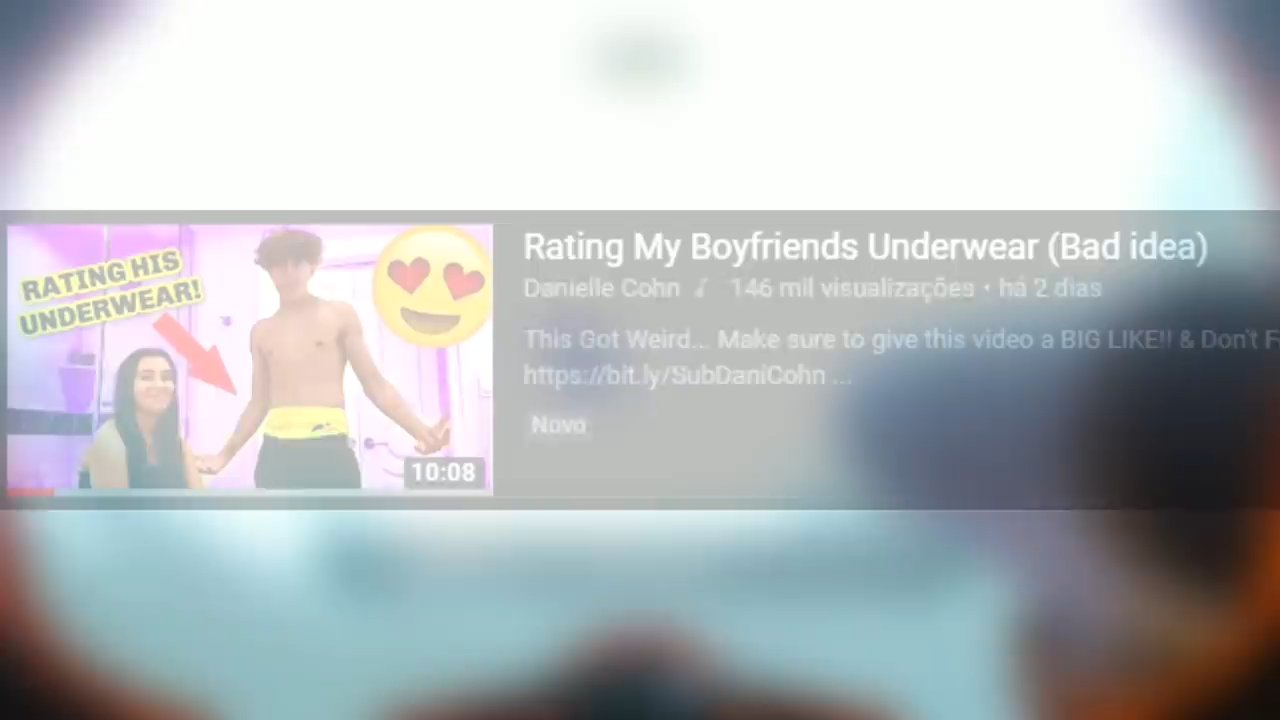 RATING HIS
UNDERWEAR!
10:08
Rating My Boyfriends Underwear (Bad idea)
Danielle Cohn ♪ 146 mil visualizações • há 2 dias
This Got Weird... Make sure to give this video a BIG LIKE!! & Don't
https://bit.ly/SubDaniCohn ...
Novo